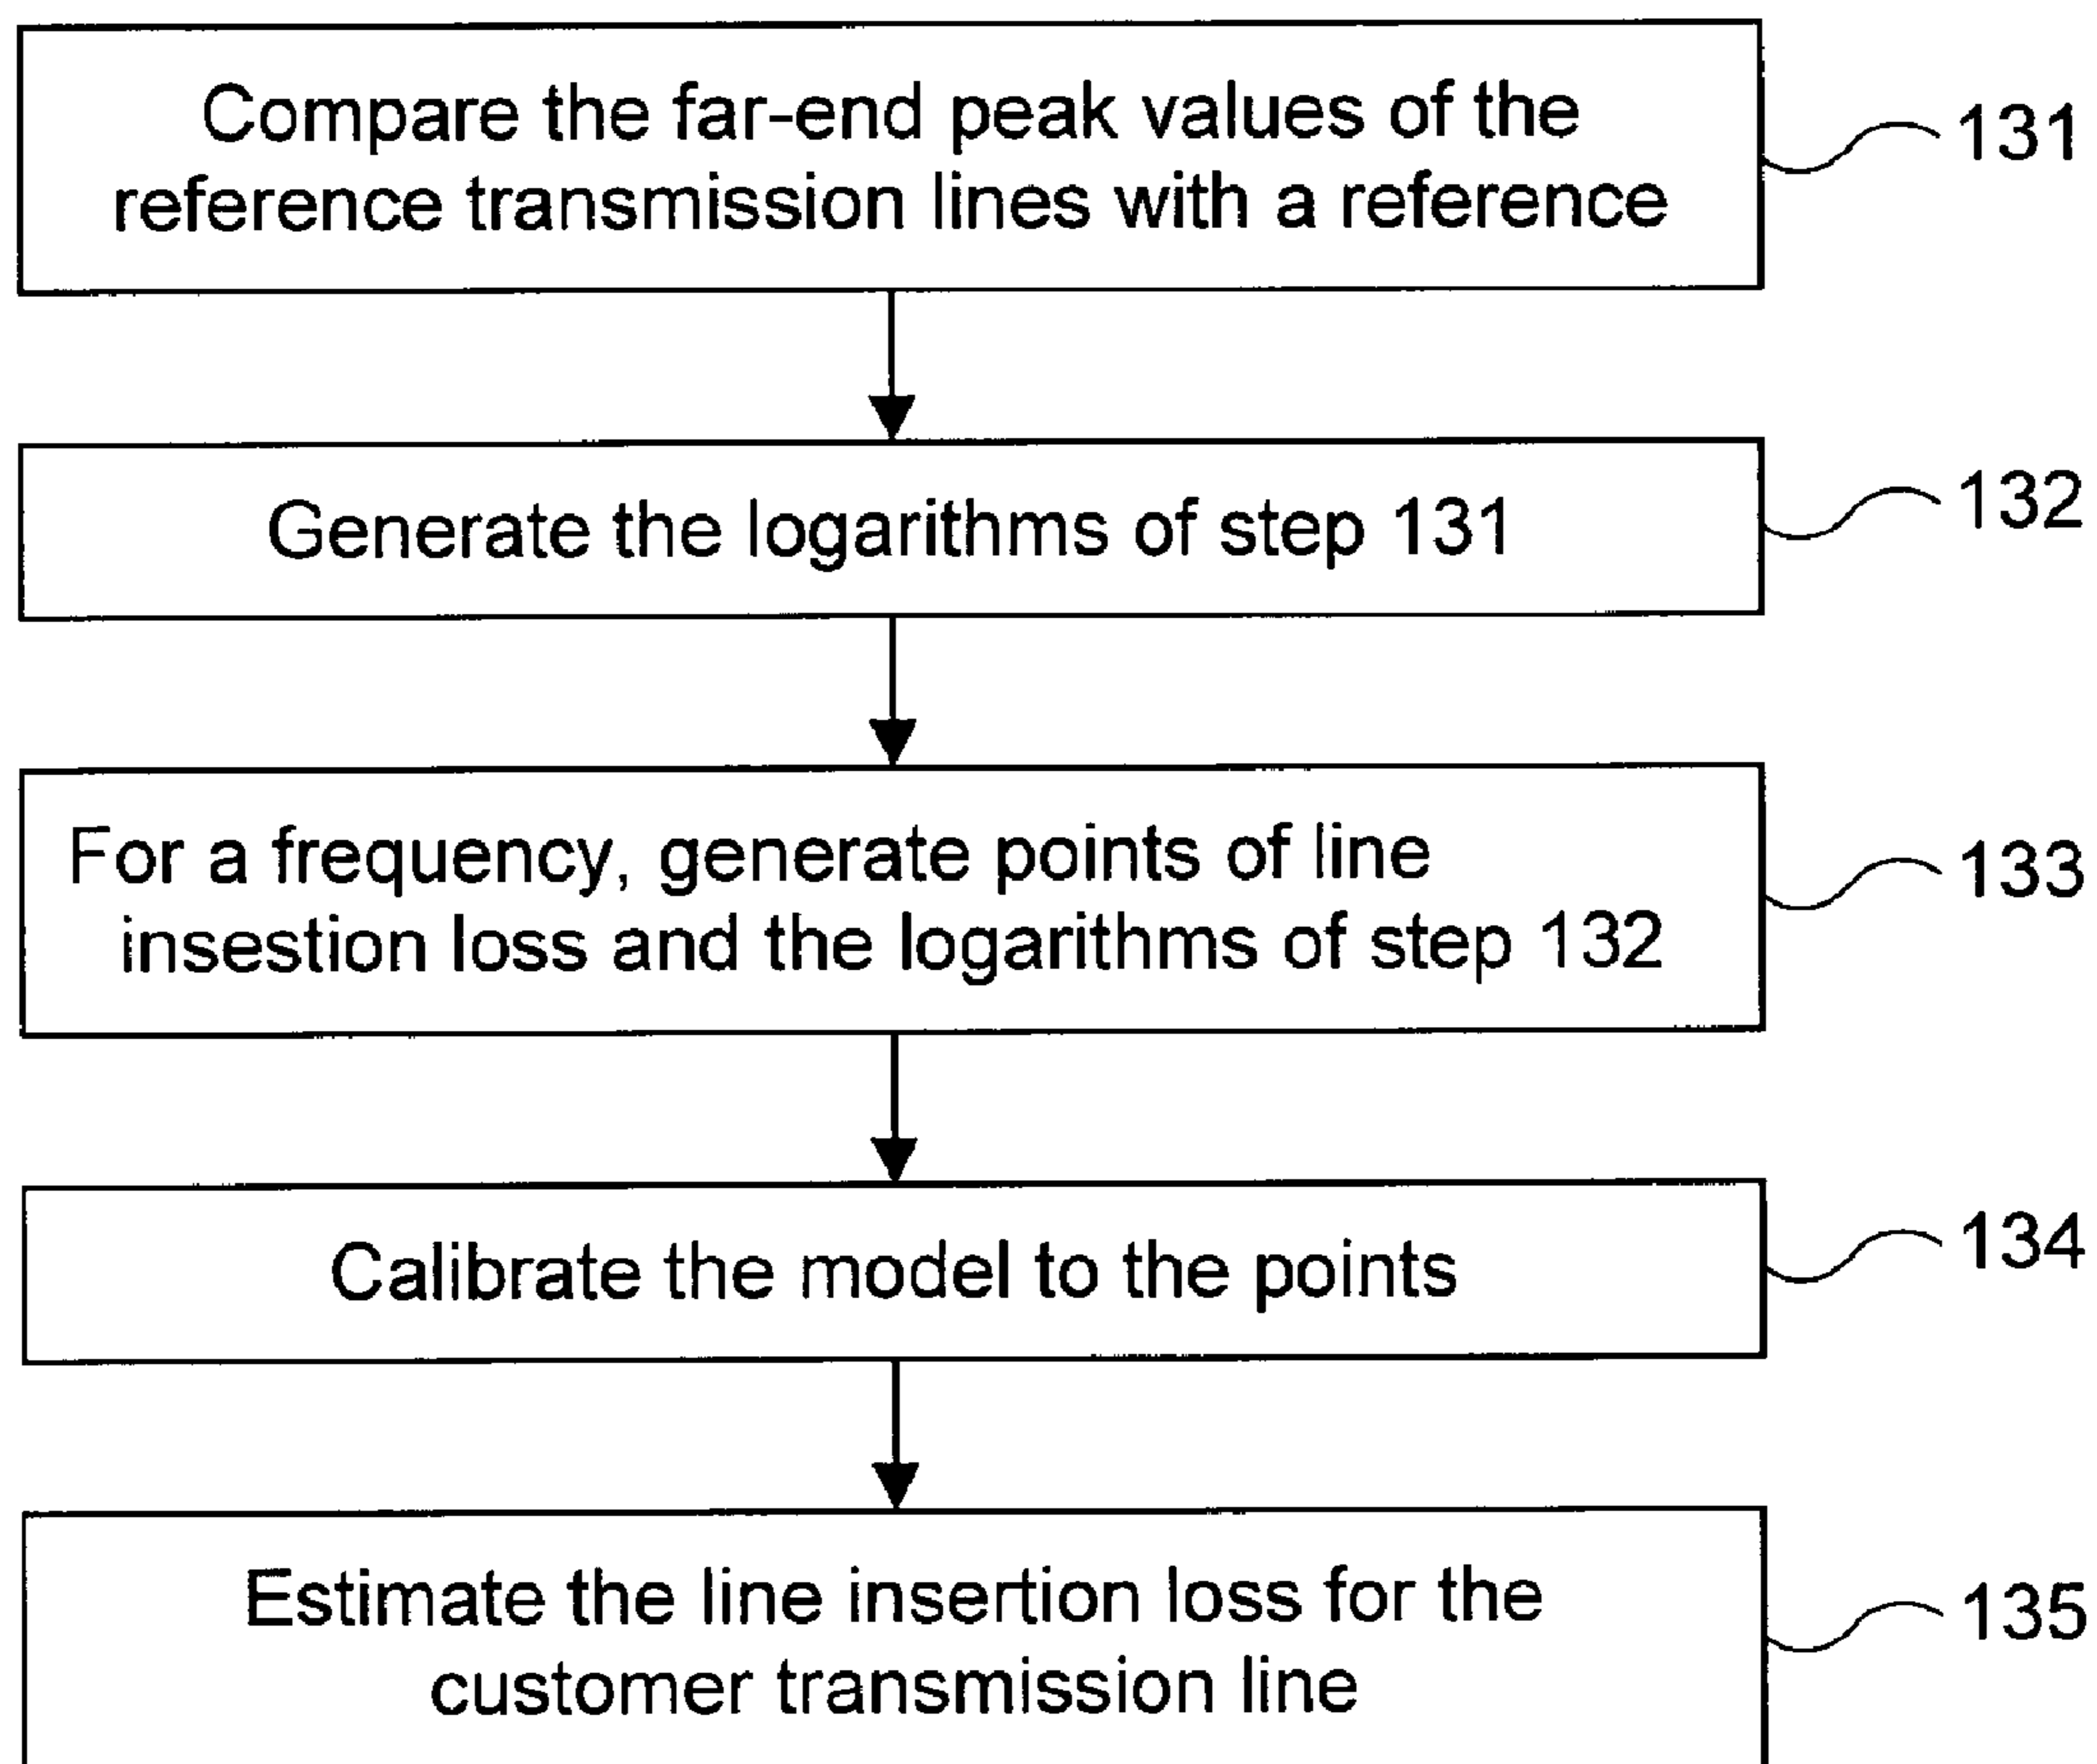 Compare the far-end peak values of the
reference transmission lines with a reference
131
Generate the logarithms of step 131
132
For a frequency, generate points of line
insestion loss and the logarithms of step 132
133
Calibrate the model to the points
134
Estimate the line insertion loss for the
customer transmission line
135